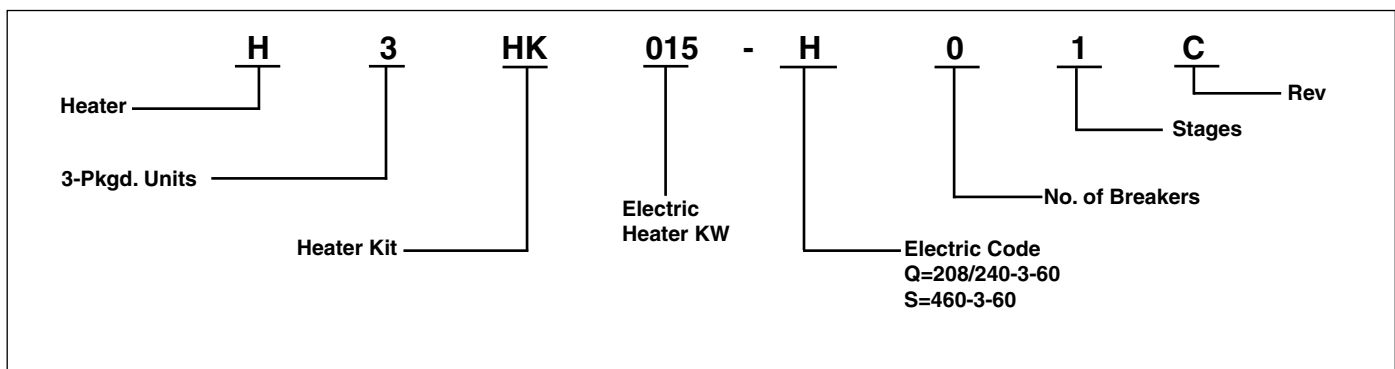 H 3 HK 015 - H 0 1 C
Heater
Rev
Stages
3-Pkgd. Units
No. of Breakers
Electric
Heater KW
Heater Kit
Electric Code
Q=208/240-3-60
S=460-3-60